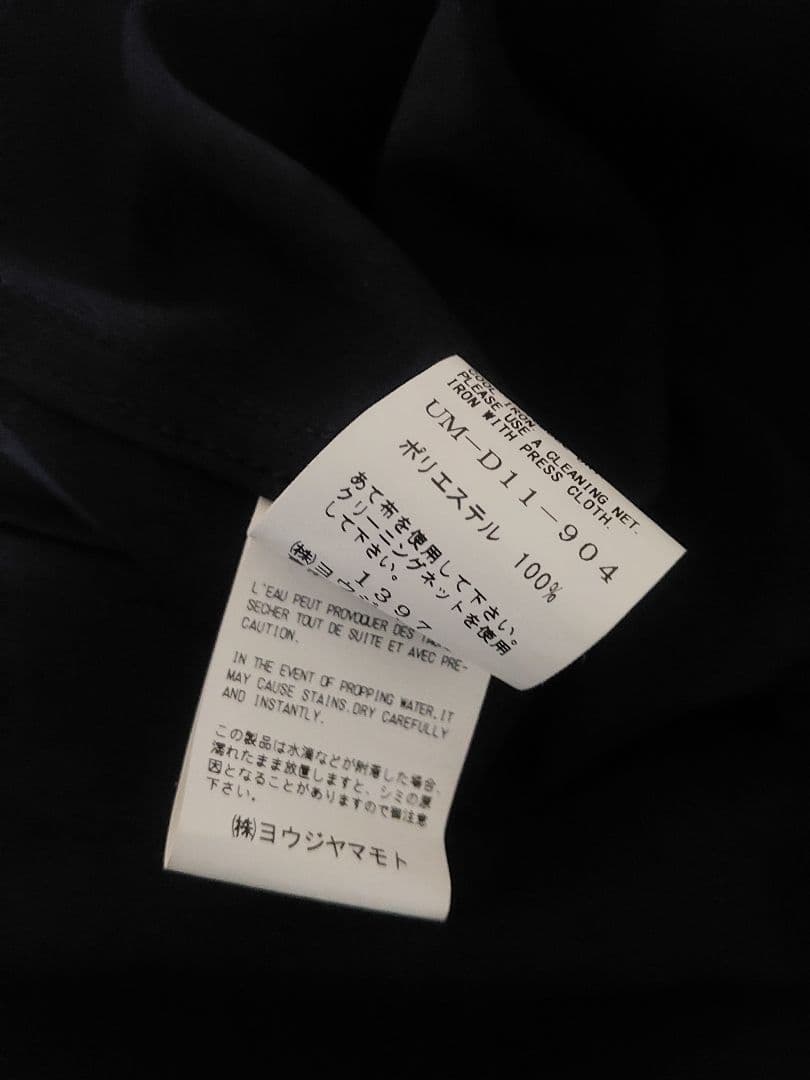 COOL IRON.
PLEASE USE A CLEANING NET.
IRON WITH PRESS CLOTH.
UM-D11-904
ポリエステル 100%
あて布を使用して下さい。
クリーニングネットを使用
して下さい。
㈱ヨウジ
1397
L'EAU PEUT PROVOQUER DES
SECHER TOUT DE SUITE ET AVEC PRE-
CAUTION.
IN THE EVENT OF PROPPING WATER,IT
MAY CAUSE STAINS.DRY CAREFULLY
AND INSTANTLY.
この製品は水滴などが附着した場合、
濡れたまま放置しますと、シミの原
因となることがありますので御注意
下さい。
㈱ヨウジヤマモト